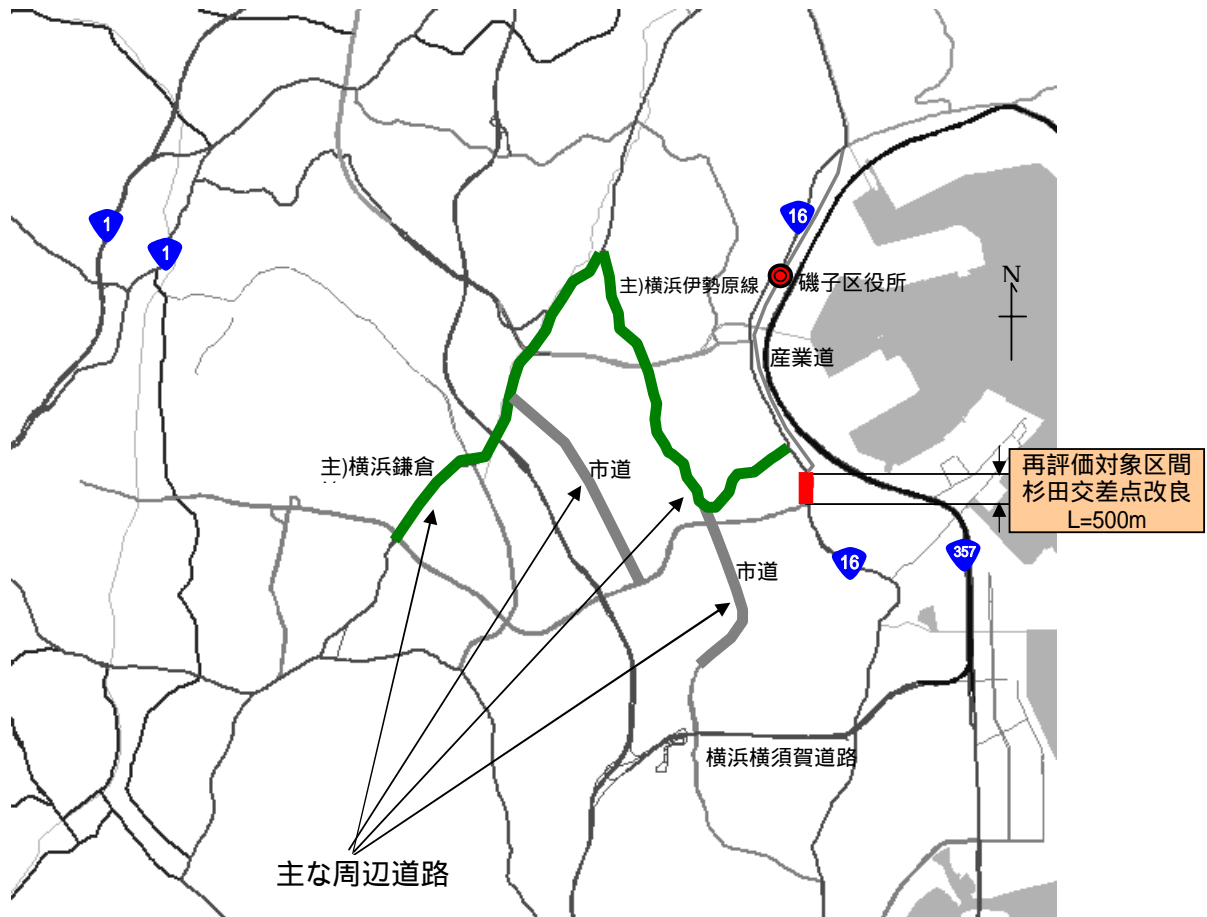 16
1
1
主)横浜伊勢原線
磯子区役所
N
産業道
再評価対象区間
杉田交差点改良
L=500m
主)横浜鎌倉
市道
16
357
市道
横浜横須賀道路
主な周辺道路